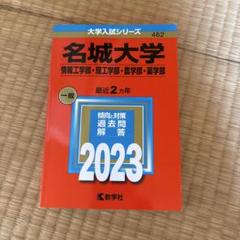 大学入試シリーズ
462
名城大学
情報工学部・理工学部・農学部・薬学部
一般
最近2カ年
傾向と対策
過去問
解答
2023
教学社